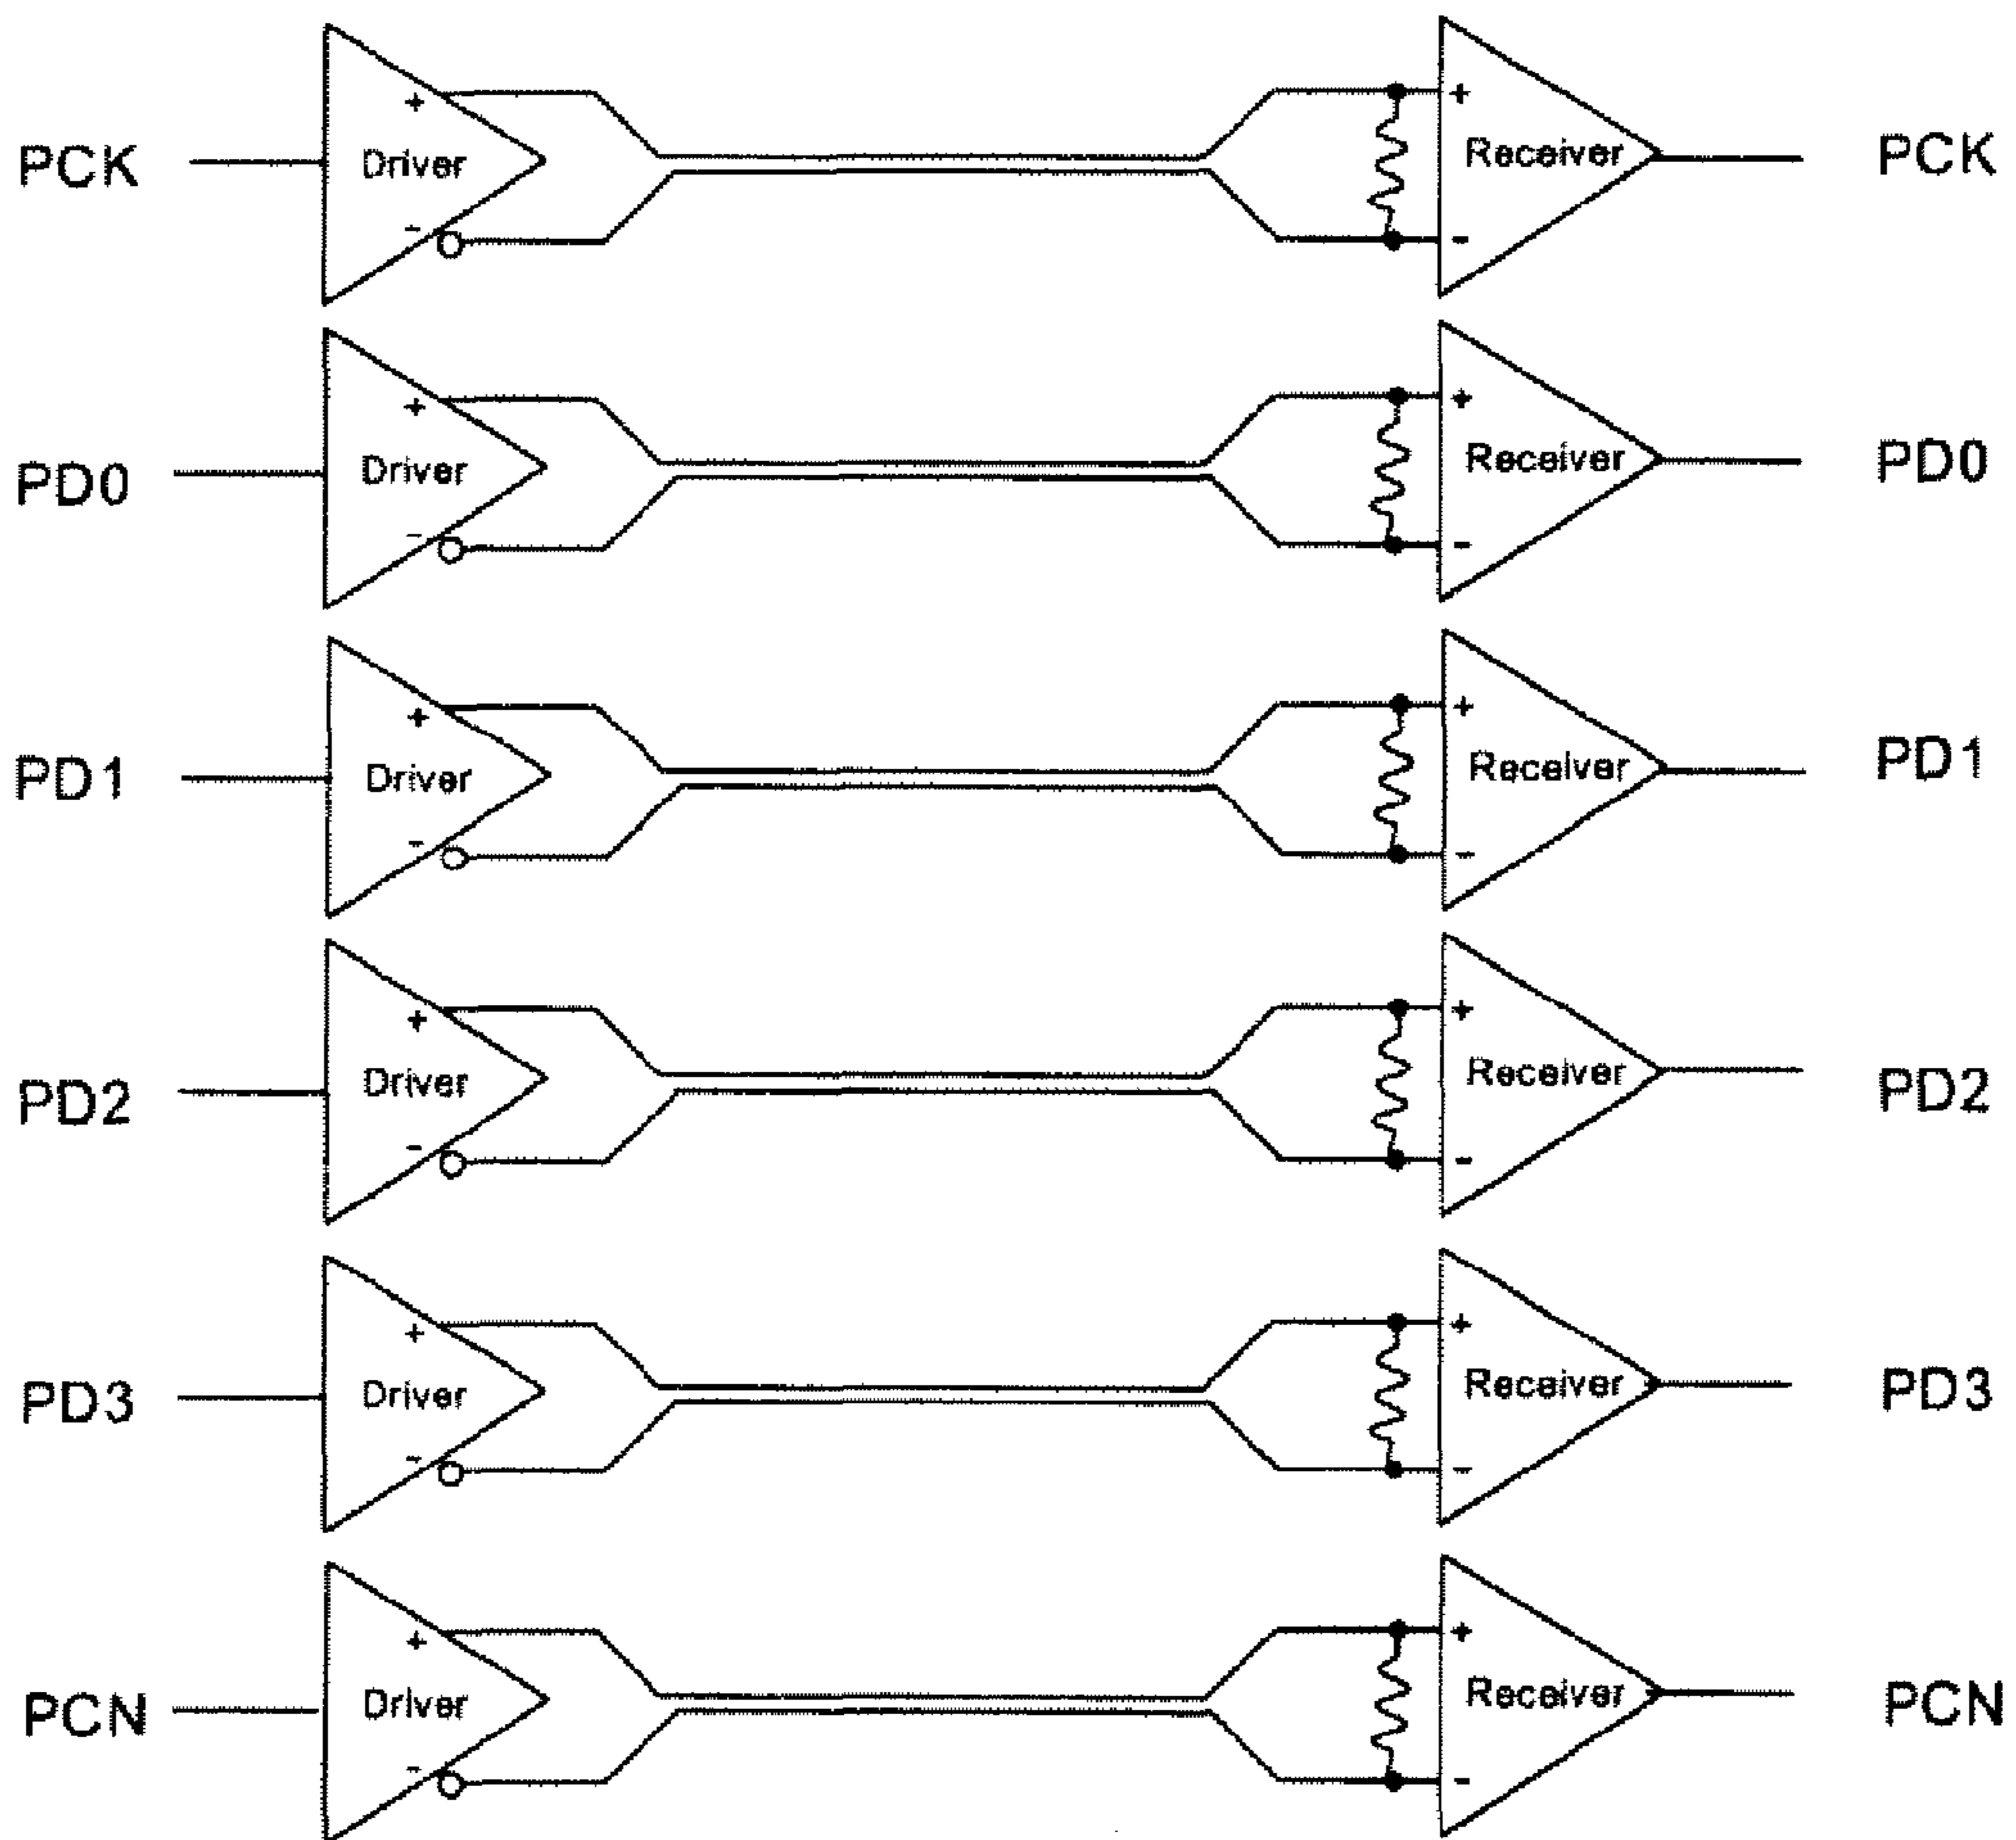 PCK Driver + - + - Receiver PCK
PD0 Driver + - + - Receiver PD0
PD1 Driver + - + - Receiver PD1
PD2 Driver + - + - Receiver PD2
PD3 Driver + - + - Receiver PD3
PCN Driver + - + - Receiver PCN